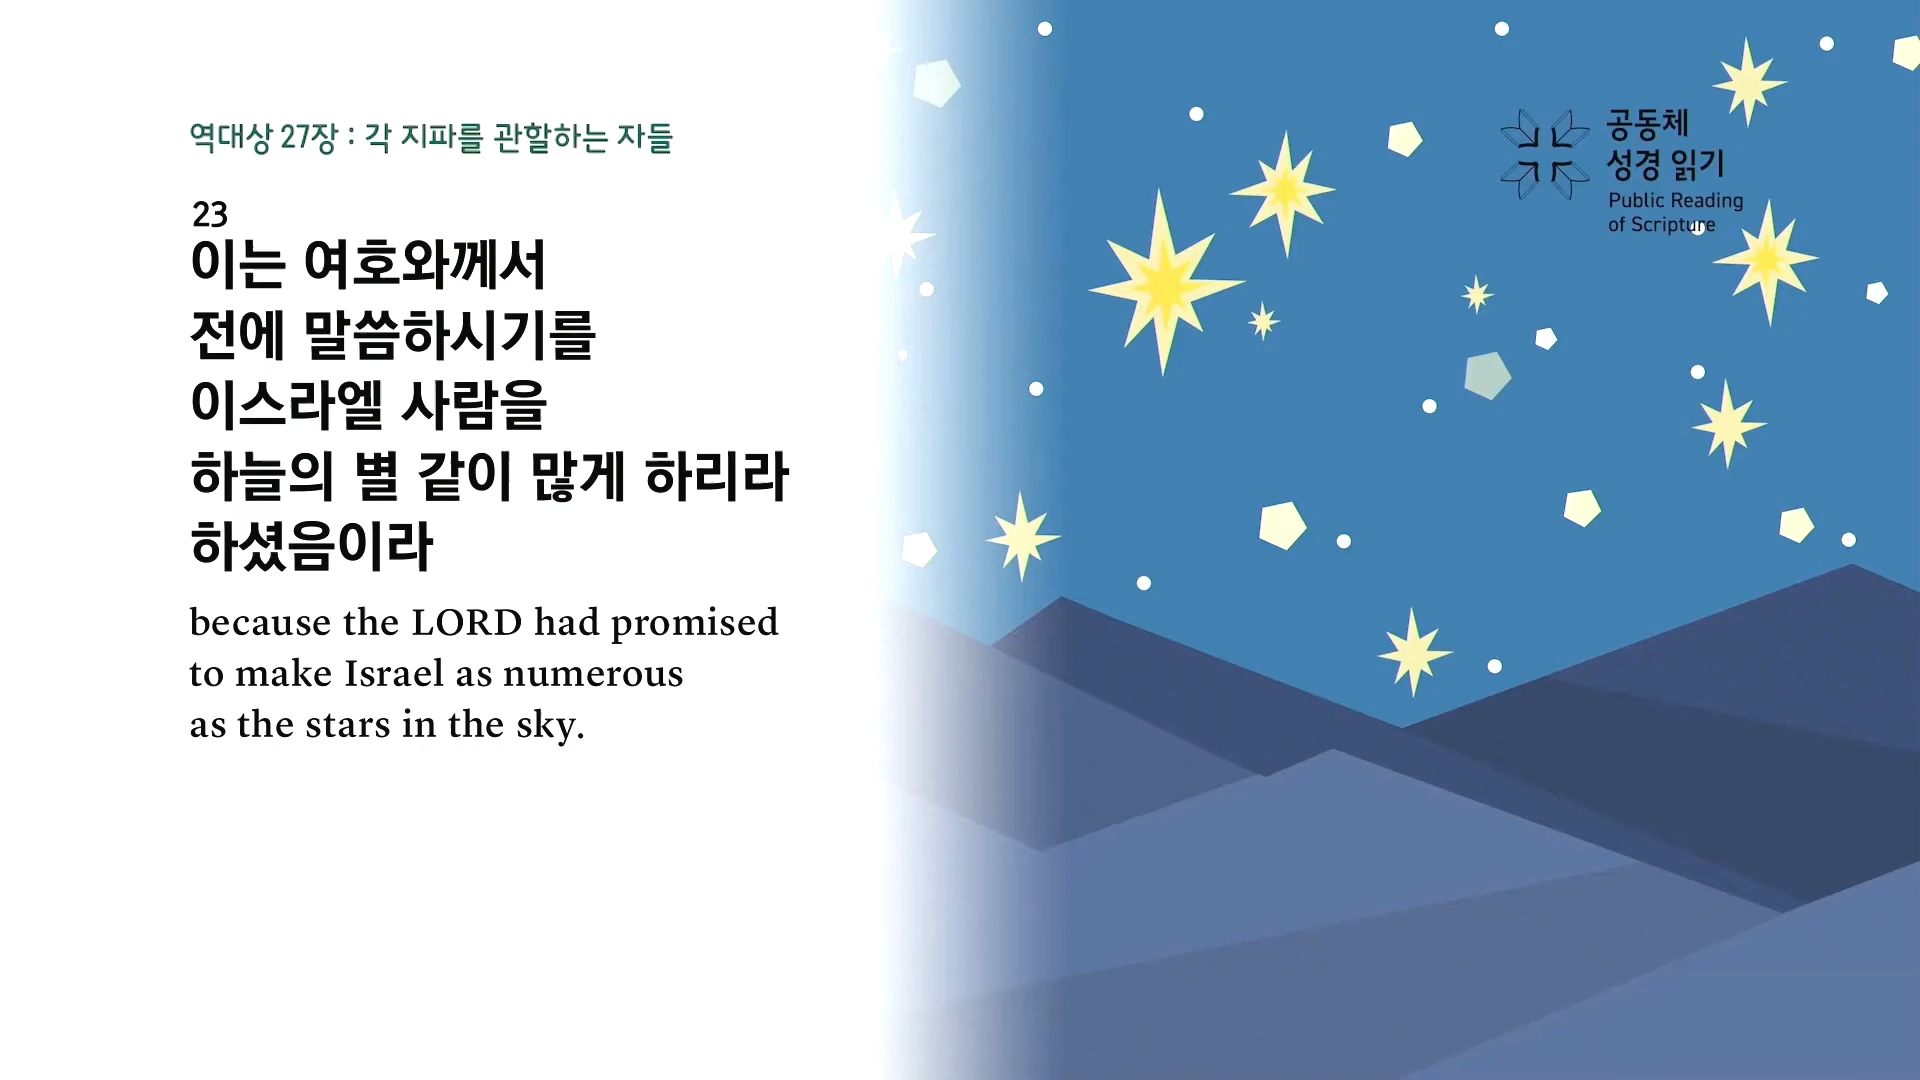 역대상 27장 : 각 지파를 관할하는 자들
23
이는 여호와께서
전에 말씀하시기를
이스라엘 사람을
하늘의 별 같이 많게 하리라
하셨음이라
because the LORD had promised
to make Israel as numerous
as the stars in the sky.
공동체
성경 읽기
Public Reading
of Scripture